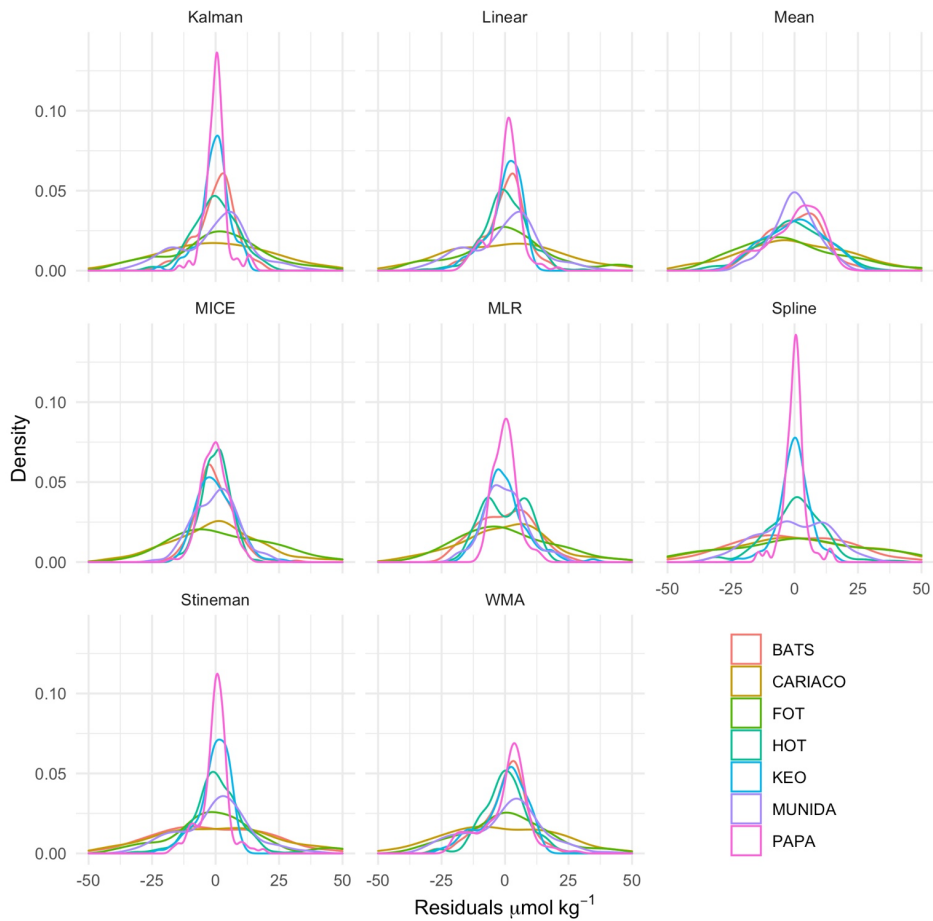 Kalman Linear Mean
0.10
0.05
0.00
MICE MLR Spline
0.10
0.05
0.00
-50 -25 0 25 50
Stineman WMA
0.10
0.05
0.00
-50 -25 0 25 50 -50 -25 0 25 50
Density
Residuals μmol kg⁻¹
BATS
CARIACO
FOT
HOT
KEO
MUNIDA
PAPA